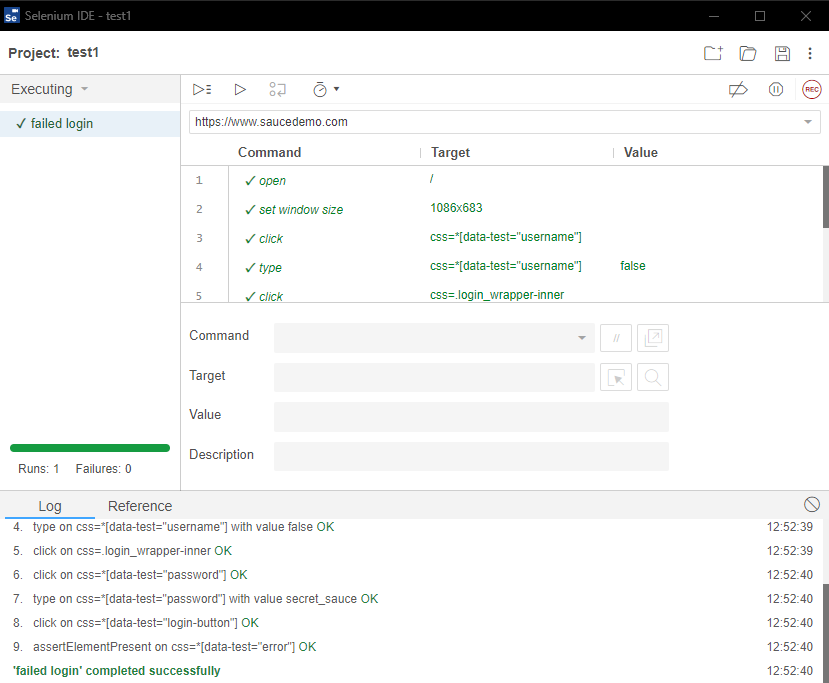 Se Selenium IDE - test1
Project: test1
Executing
REC
✓ failed login
https://www.saucedemo.com
Command Target Value
1 ✓ open /
2 ✓ set window size 1086x683
3 ✓ click css=*[data-test="username"]
4 ✓ type css=*[data-test="username"] false
5 ✓ click css=.login_wrapper-inner
Command //
Target
Value
Description
Runs: 1 Failures: 0
Log Reference
4. type on css=*[data-test="username"] with value false OK 12:52:39
5. click on css=.login_wrapper-inner OK 12:52:39
6. click on css=*[data-test="password"] OK 12:52:40
7. type on css=*[data-test="password"] with value secret_sauce OK 12:52:40
8. click on css=*[data-test="login-button"] OK 12:52:40
9. assertElementPresent on css=*[data-test="error"] OK 12:52:40
'failed login' completed successfully 12:52:40